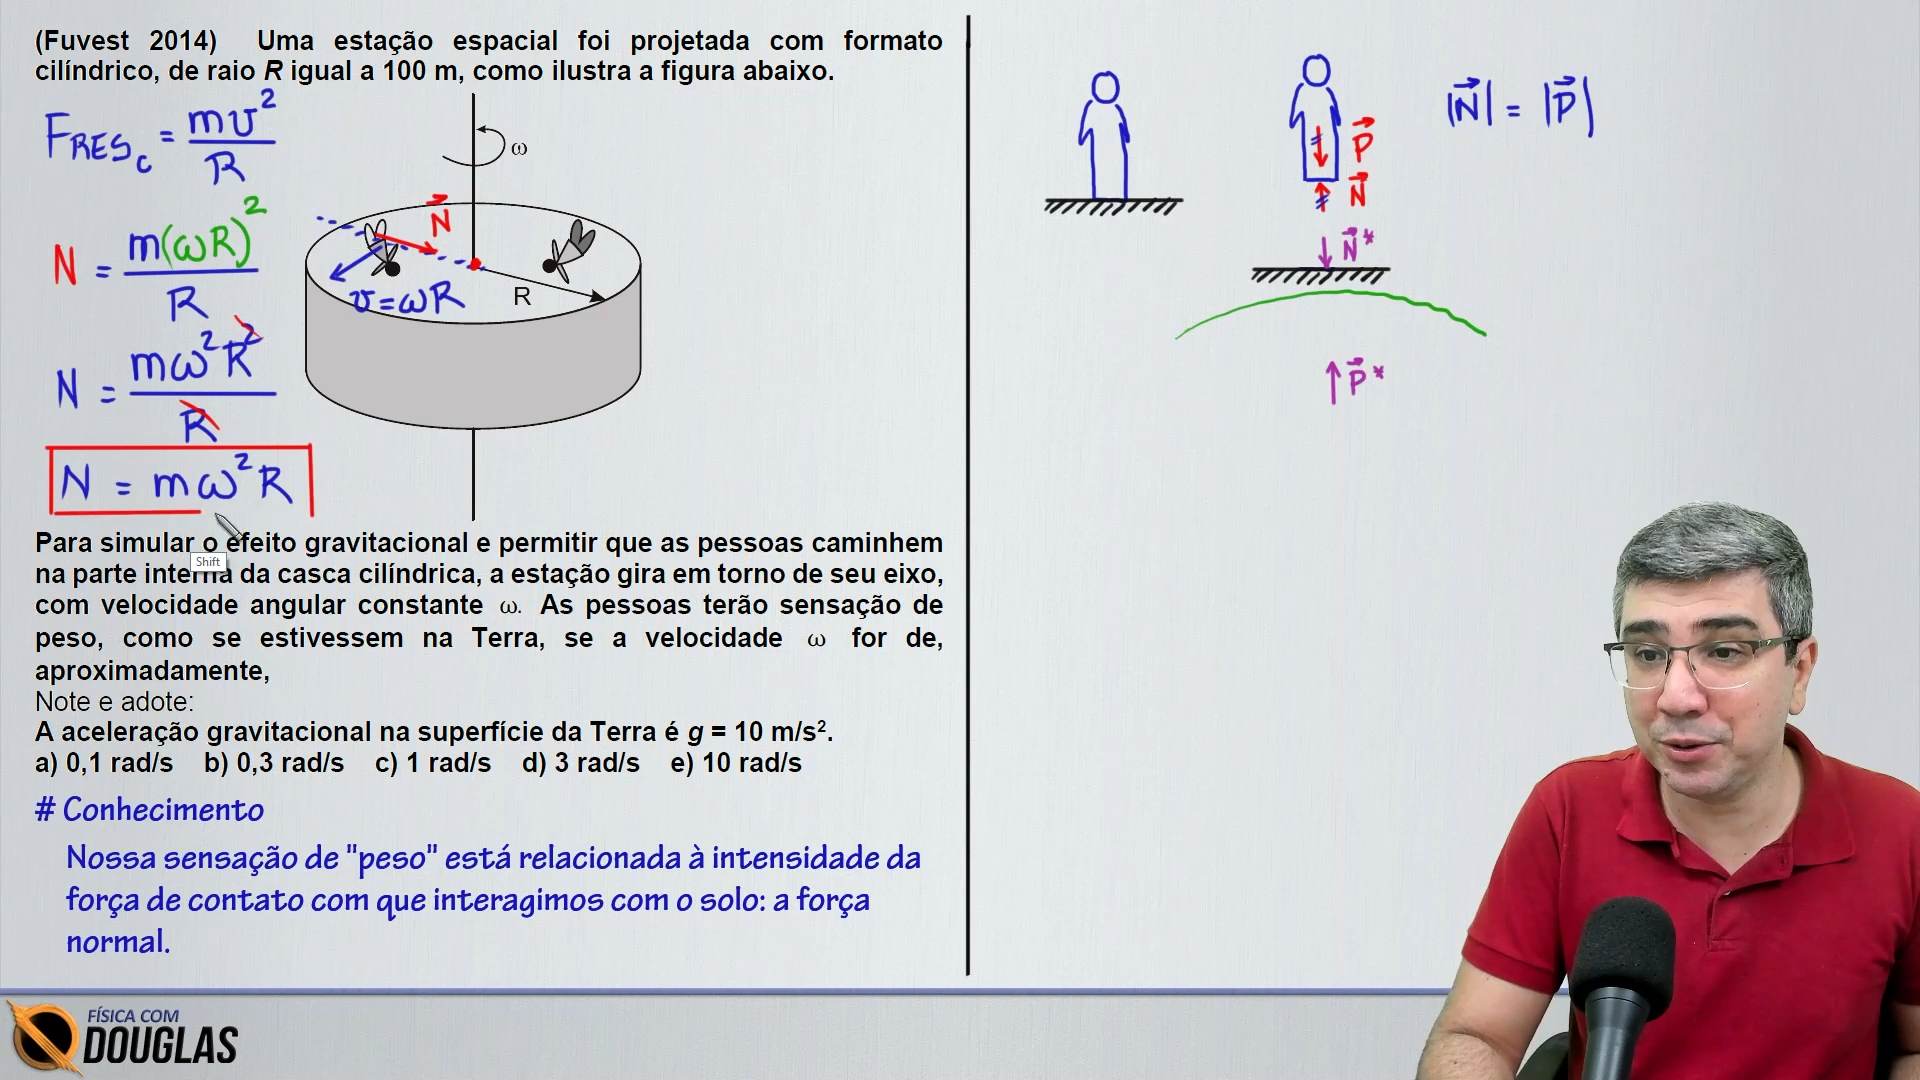 (Fuvest 2014) Uma estação espacial foi projetada com formato
cilíndrico, de raio R igual a 100 m, como ilustra a figura abaixo.
F_RES_c = mv²/R
N = m(ωR)²/R
N = mω²R²/R
N = mω²R
ω
N⃗
v = ωR
R
Para simular o efeito gravitacional e permitir que as pessoas caminhem
Shift
na parte interna da casca cilíndrica, a estação gira em torno de seu eixo,
com velocidade angular constante ω. As pessoas terão sensação de
peso, como se estivessem na Terra, se a velocidade ω for de,
aproximadamente,
Note e adote:
A aceleração gravitacional na superfície da Terra é g = 10 m/s².
a) 0,1 rad/s b) 0,3 rad/s c) 1 rad/s d) 3 rad/s e) 10 rad/s
# Conhecimento
Nossa sensação de "peso" está relacionada à intensidade da
força de contato com que interagimos com o solo: a força
normal.
P⃗
N⃗
N⃗*
P⃗*
|N⃗| = |P⃗|
FÍSICA COM
DOUGLAS